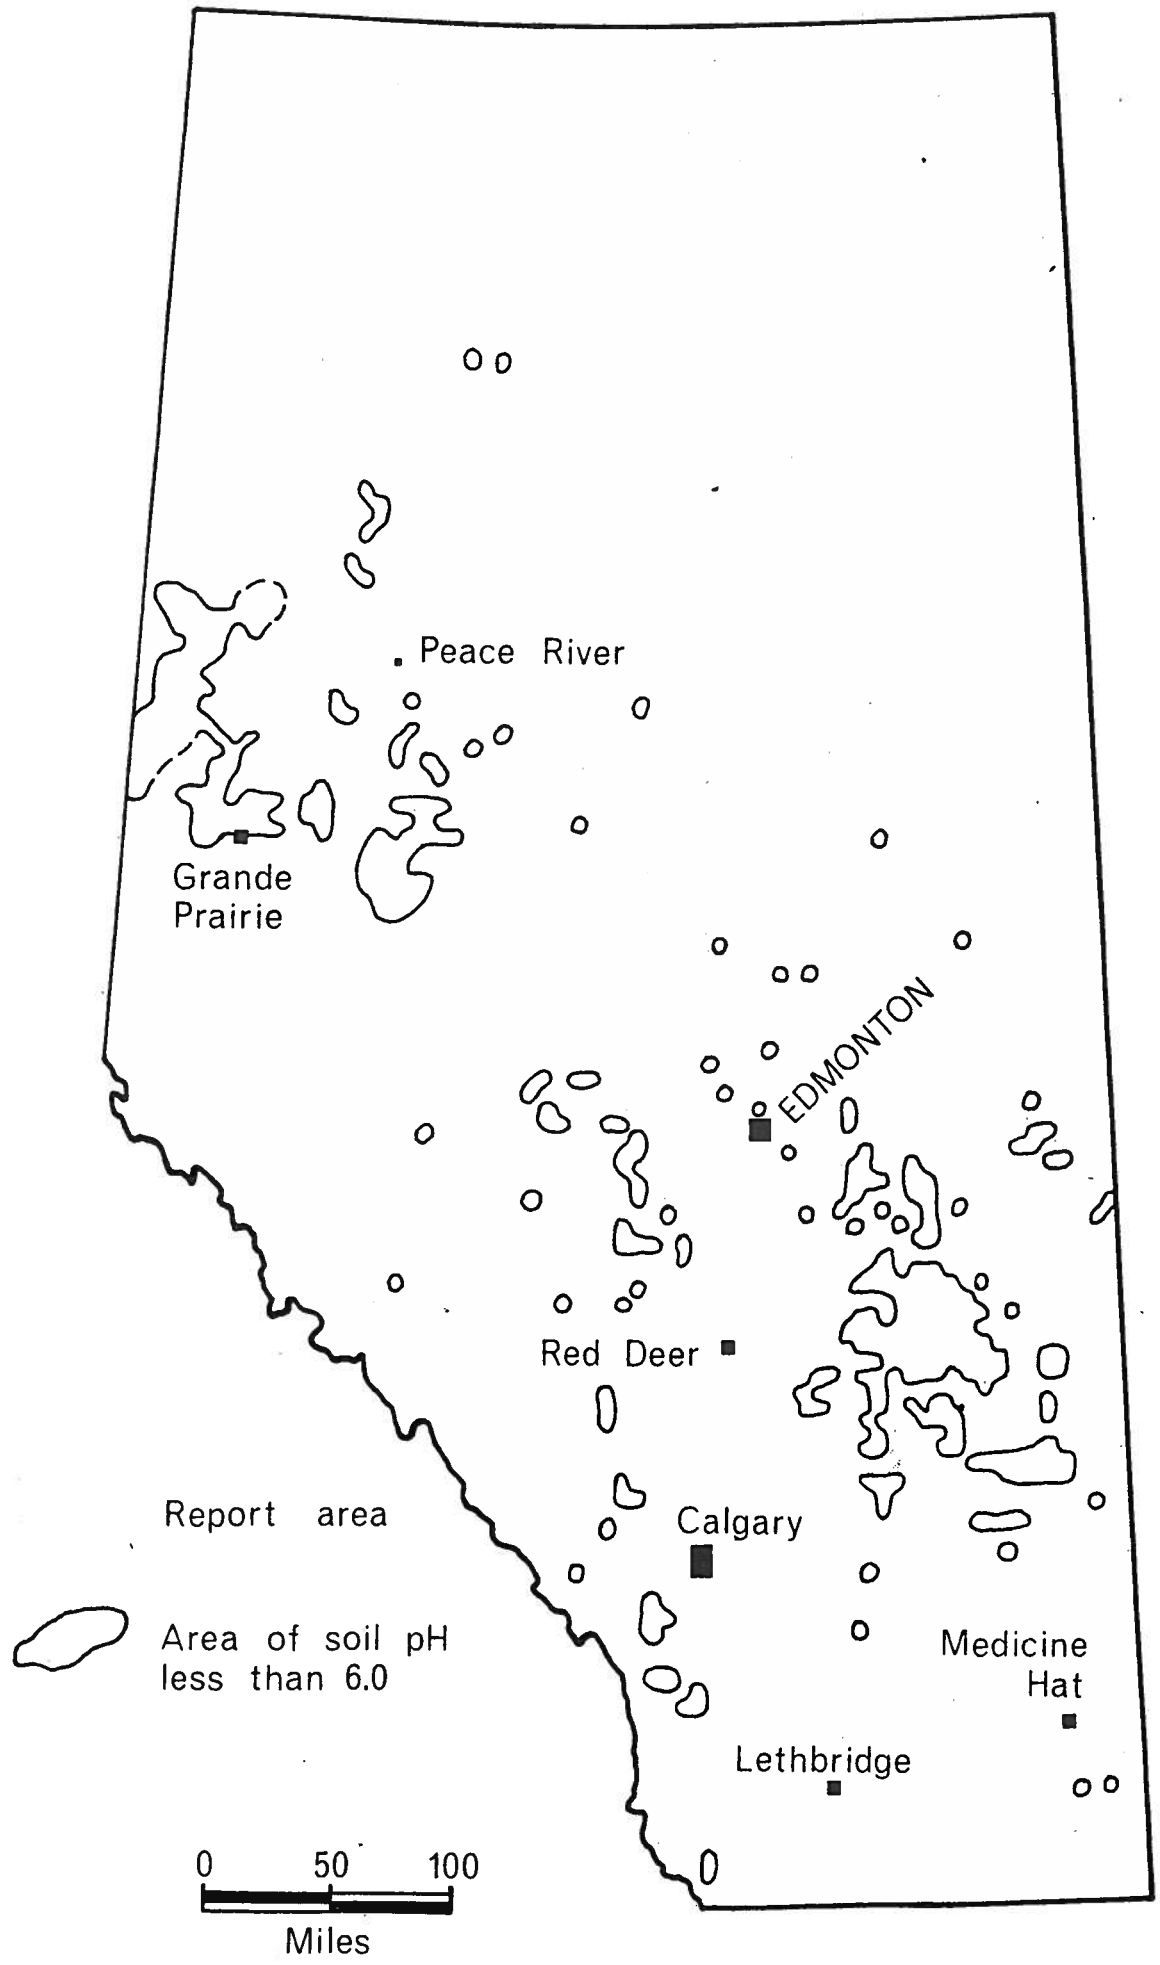 Peace River
Grande
Prairie
EDMONTON
Red Deer
Report area
Calgary
Area of soil pH
less than 6.0
Medicine
Hat
Lethbridge
0 50 100
Miles